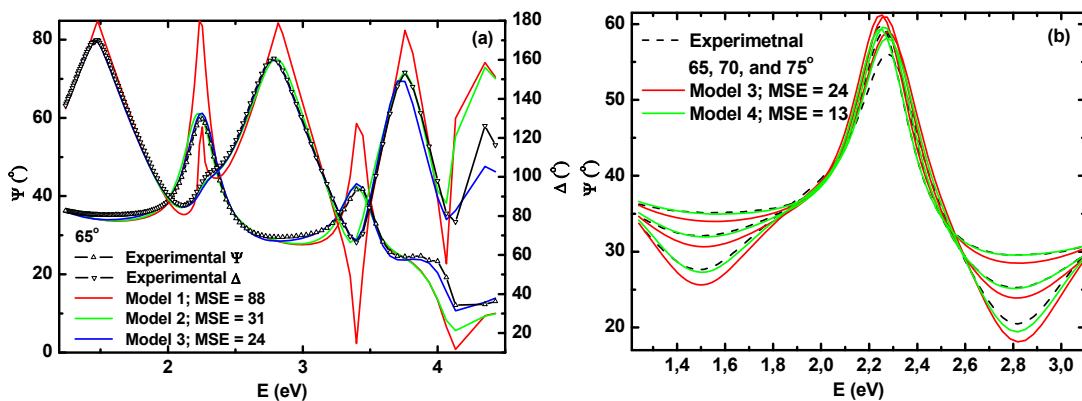 (a)
80
60
40
20
0
Ψ (°)
180
160
140
120
100
80
60
40
20
Δ (°)
65°
Experimental Ψ
Experimental Δ
Model 1; MSE = 88
Model 2; MSE = 31
Model 3; MSE = 24
2
3
4
E (eV)
(b)
60
50
40
30
20
Ψ (°)
Experimetnal
65, 70, and 75°
Model 3; MSE = 24
Model 4; MSE = 13
1,4
1,6
1,8
2,0
2,2
2,4
2,6
2,8
3,0
E (eV)